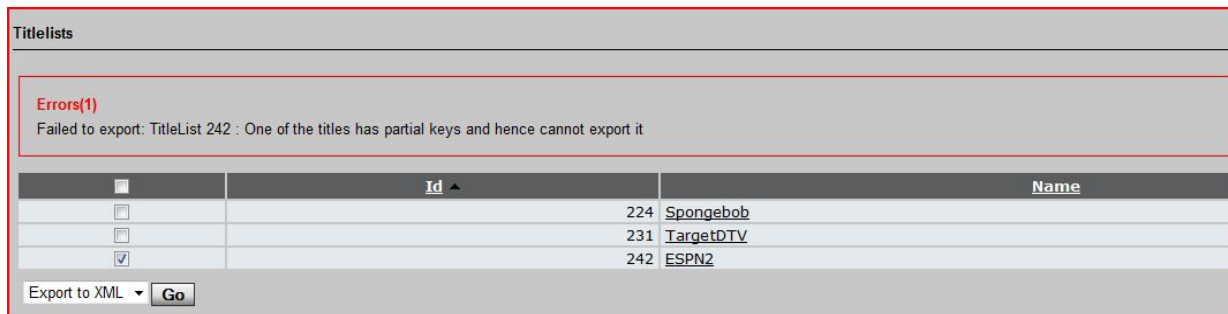 Titlelists
Errors(1)
Failed to export: TitleList 242 : One of the titles has partial keys and hence cannot export it
Id Name
224 Spongebob
231 TargetDTV
242 ESPN2
Export to XML Go